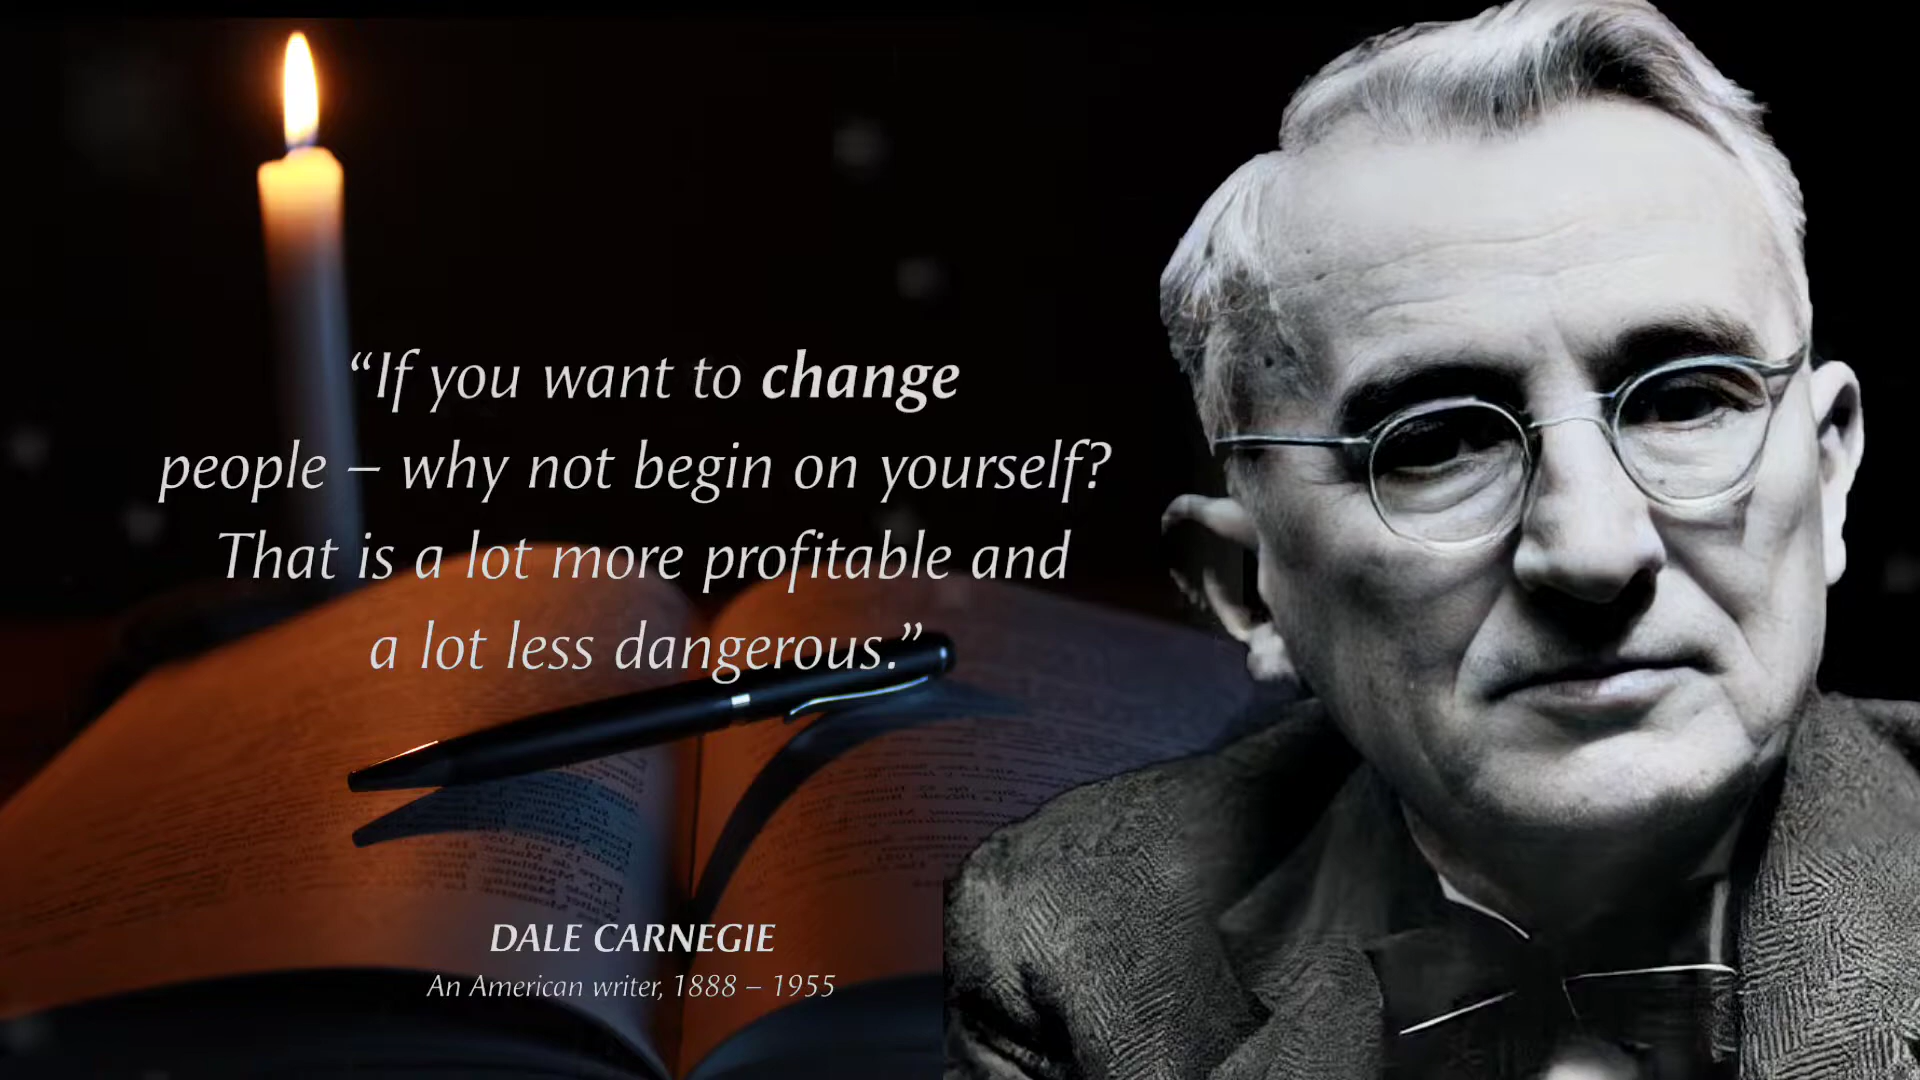 “If you want to change
people – why not begin on yourself?
That is a lot more profitable and
a lot less dangerous.”
DALE CARNEGIE
An American writer, 1888 – 1955